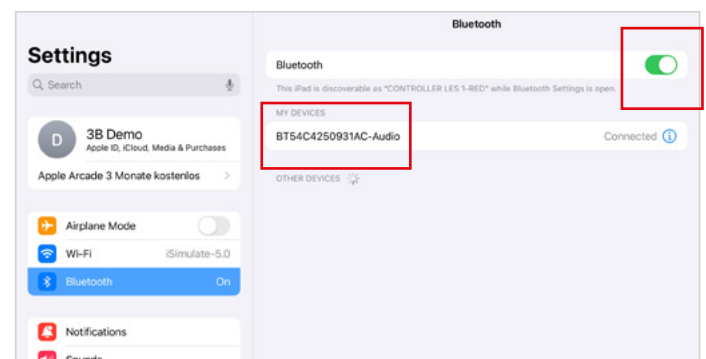 Settings
Search
D
3B Demo
Apple ID, iCloud, Media & Purchases
Apple Arcade 3 Monate kostenlos
Airplane Mode
Wi-Fi iSimulate-5.0
Bluetooth On
Notifications
Sounds
Bluetooth
Bluetooth
This iPad is discoverable as "CONTROLLER LES 1-RED" while Bluetooth Settings is open.
MY DEVICES
BT54C4250931AC-Audio Connected
OTHER DEVICES